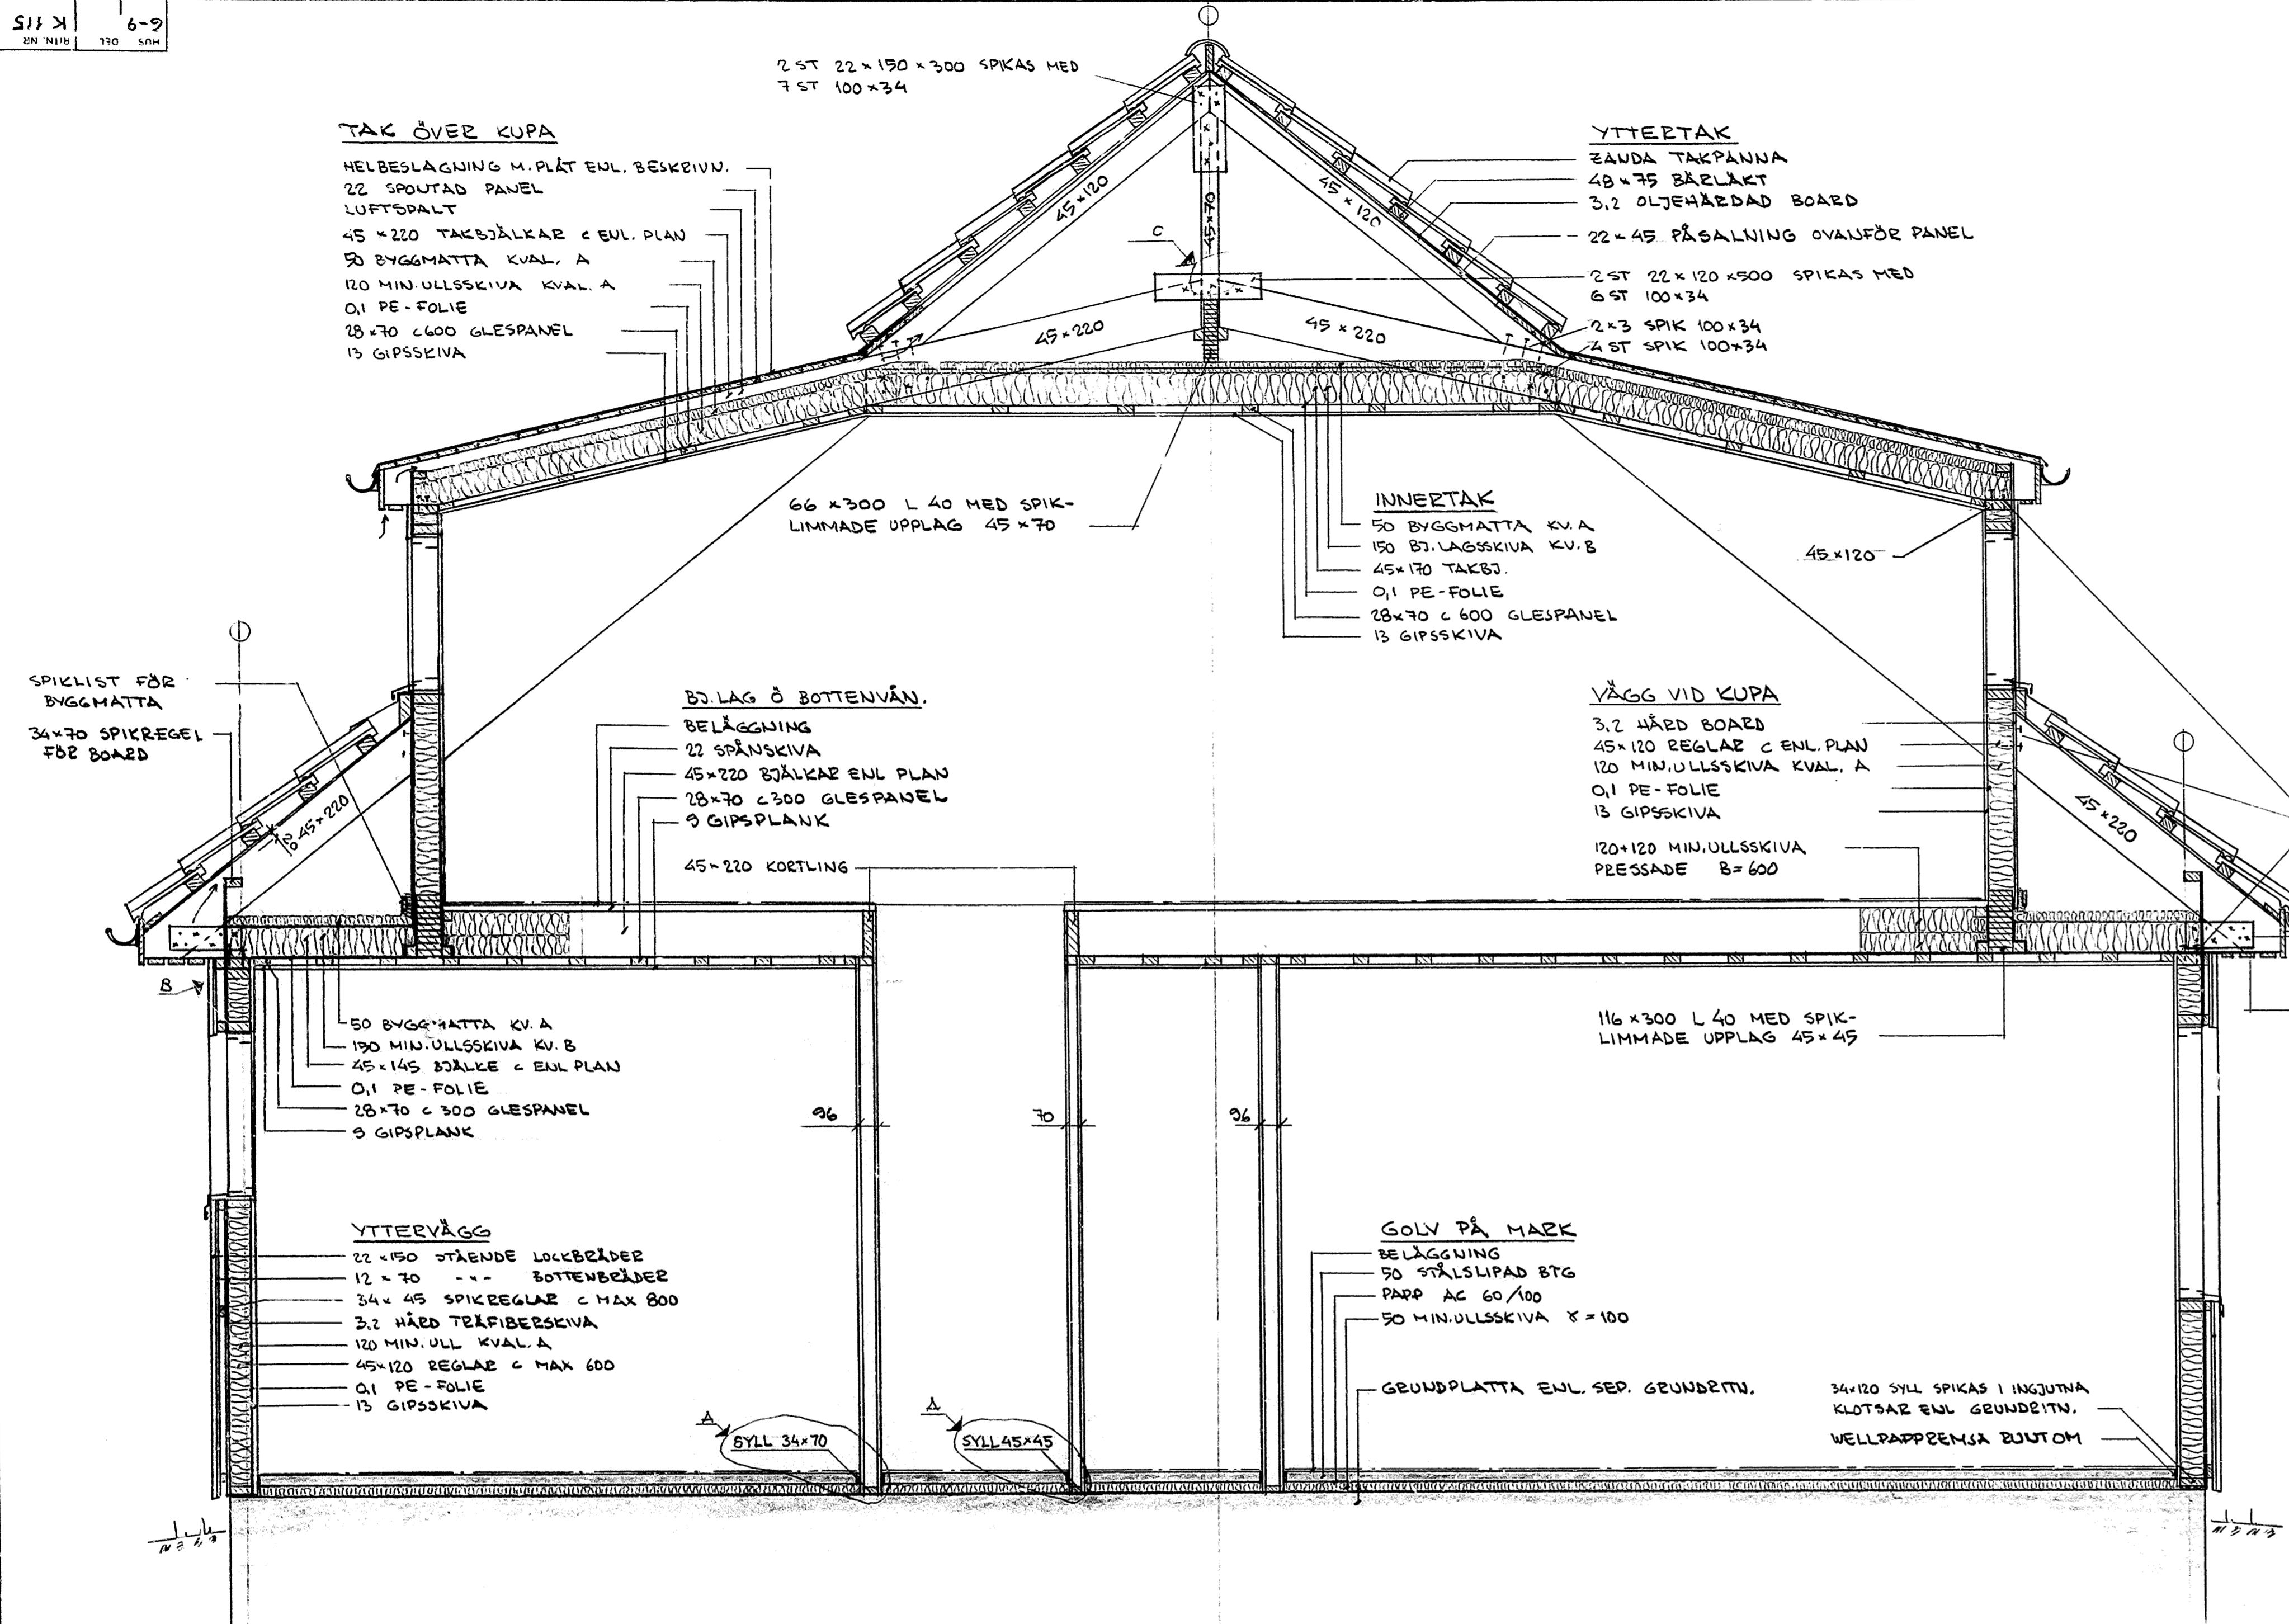 HUS DEL RITN. NR
6-9 K 115
2 ST 22 x 150 x 300 SPIKAS MED
7 ST 100 x 34
TAK ÖVER KUPA
HELBESLAGNING M. PLÅT ENL. BESKRIVN.
22 SPONTAD PANEL
LUFTSPALT
45 x 220 TAKBJÄLKAR C ENL. PLAN
50 BYGGMATTA KVAL. A
120 MIN.ULLSSKIVA KVAL. A
0,1 PE-FOLIE
28 x 70 C 600 GLESPANEL
13 GIPSSKIVA
YTTERTAK
ZANDA TAKPANNA
48 x 75 BÄRLÄKT
3,2 OLJEHÄRDAD BOARD
22 x 45 PÅSALNING OVANFÖR PANEL
2 ST 22 x 120 x 500 SPIKAS MED
6 ST 100 x 34
2 x 3 SPIK 100 x 34
4 ST SPIK 100 x 34
45 x 120
45 x 70
45 x 120
C
45 x 220
45 x 220
66 x 300 L 40 MED SPIK-
LIMMADE UPPLAG 45 x 70
INNERTAK
50 BYGGMATTA KV. A
150 BJ.LAGSSKIVA KV. B
45 x 170 TAKBJ.
0,1 PE-FOLIE
28 x 70 C 600 GLESPANEL
13 GIPSSKIVA
45 x 120
SPIKLIST FÖR
BYGGMATTA
34 x 70 SPIKREGEL
FÖR BOARD
20
45 x 220
B
BJ.LAG Ö BOTTENVÅN.
BELÄGGNING
22 SPÅNSKIVA
45 x 220 BJÄLKAR ENL PLAN
28 x 70 C 300 GLESPANEL
9 GIPSPLANK
45 x 220 KORTLING
VÄGG VID KUPA
3,2 HÅRD BOARD
45 x 120 REGLAR C ENL. PLAN
120 MIN.ULLSSKIVA KVAL. A
0,1 PE-FOLIE
13 GIPSSKIVA
120+120 MIN.ULLSSKIVA
PRESSADE B=600
45 x 220
50 BYGGMATTA KV. A
150 MIN.ULLSSKIVA KV. B
45 x 145 BJÄLKE C ENL PLAN
0,1 PE-FOLIE
28 x 70 C 300 GLESPANEL
9 GIPSPLANK
116 x 300 L 40 MED SPIK-
LIMMADE UPPLAG 45 x 45
96
70
96
YTTERVÄGG
22 x 150 STÅENDE LOCKBRÄDER
12 x 70 -"- BOTTENBRÄDER
34 x 45 SPIKREGLAR C MAX 800
3,2 HÅRD TRÄFIBERSKIVA
120 MIN.ULL KVAL. A
45 x 120 REGLAR C MAX 600
0,1 PE-FOLIE
13 GIPSSKIVA
GOLV PÅ MARK
BELÄGGNING
50 STÅLSLIPAD BTG
PAPP AC 60/100
50 MIN.ULLSSKIVA γ=100
GRUNDPLATTA ENL. SEP. GRUNDRITN.
34x120 SYLL SPIKAS I INGJUTNA
KLOTSAR ENL GRUNDRITN.
WELLPAPPREMSA RUNTOM
A
SYLL 34x70
A
SYLL 45x45